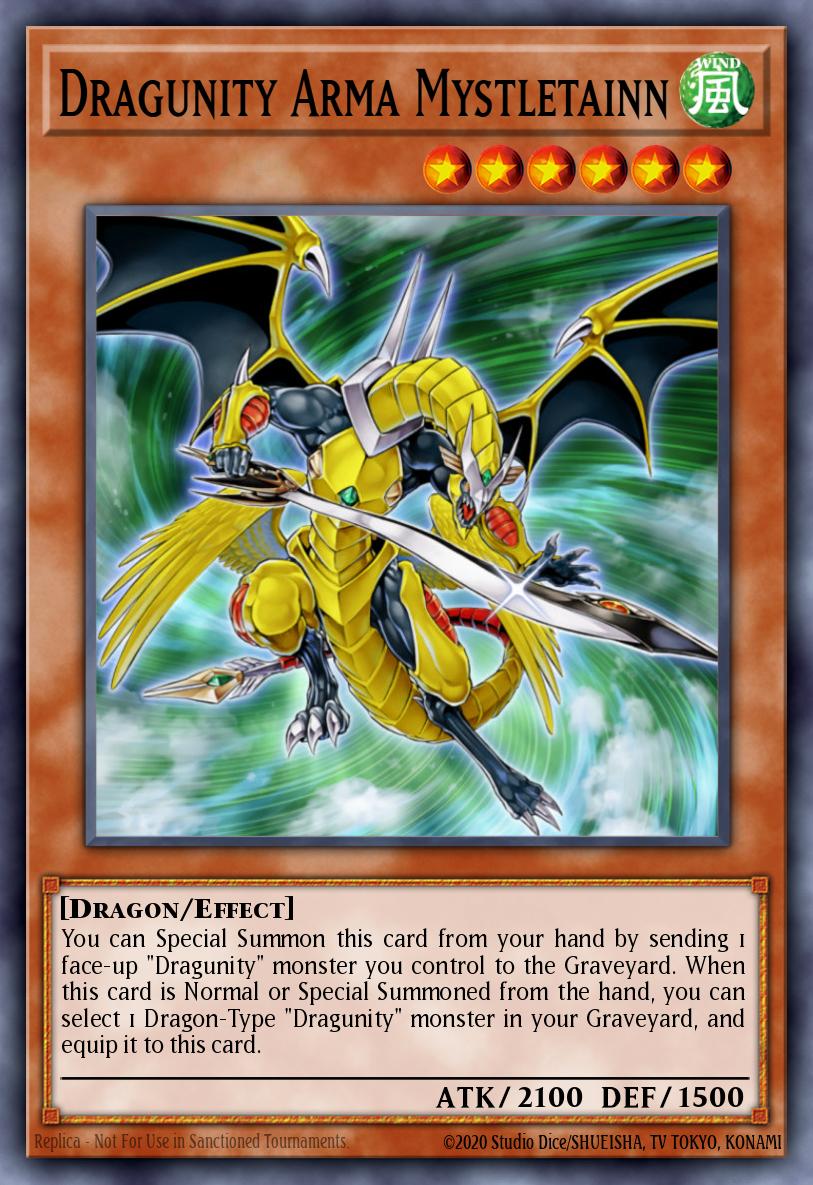 Dragunity Arma Mystletainn
WIND
風
[Dragon/Effect]
You can Special Summon this card from your hand by sending 1
face-up "Dragunity" monster you control to the Graveyard. When
this card is Normal or Special Summoned from the hand, you can
select 1 Dragon-Type "Dragunity" monster in your Graveyard, and
equip it to this card.
ATK/2100 DEF/1500
Replica - Not For Use in Sanctioned Tournaments.
©2020 Studio Dice/SHUEISHA, TV TOKYO, KONAMI